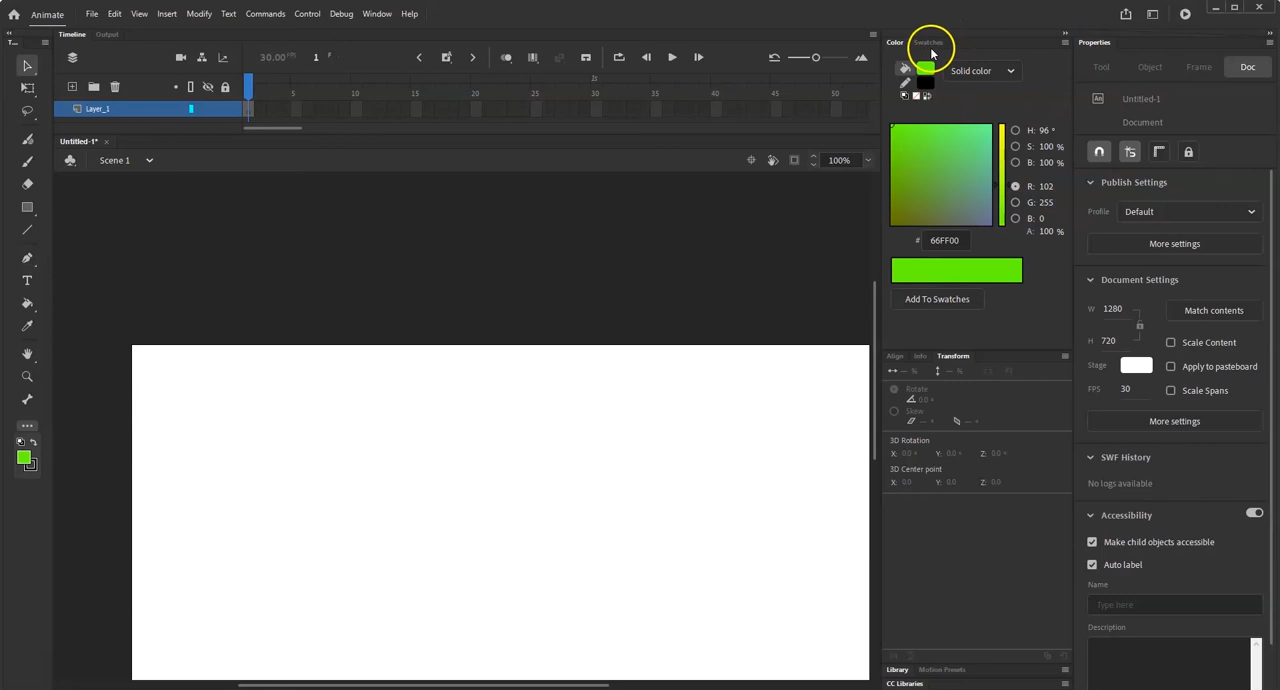 Animate File Edit View Insert Modify Text Commands Control Debug Window Help
Timeline Output
30.00 FPS 1 F
1s
5 10 15 20 25 30 35 40 45 50
Layer_1
Untitled-1* ×
Scene 1
100%
Color Swatches
Solid color
H: 96 °
S: 100 %
B: 100 %
R: 102
G: 255
B: 0
A: 100 %
# 66FF00
Add To Swatches
Align Info Transform
Rotate
0.0 °
Skew
3D Rotation
X: 0.0 ° Y: 0.0 ° Z: 0.0 °
3D Center point
X: 0.0 Y: 0.0 Z: 0.0
Library Motion Presets
CC Libraries
Properties
Tool Object Frame Doc
An Untitled-1
Document
Publish Settings
Profile Default
More settings
Document Settings
W 1280 Match contents
H 720 Scale Content
Stage Apply to pasteboard
FPS 30 Scale Spans
More settings
SWF History
No logs available
Accessibility
Make child objects accessible
Auto label
Name
Type here
Description